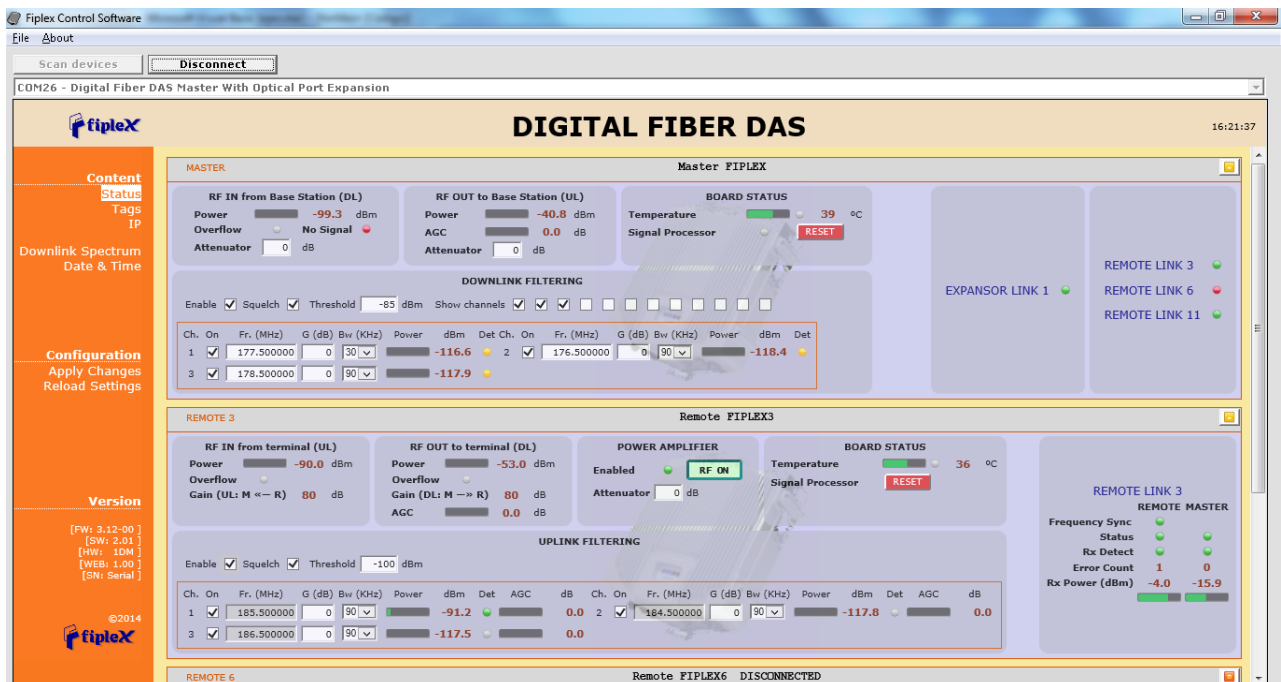 Fiplex Control Software
File About
Scan devices Disconnect
COM26 - Digital Fiber DAS Master With Optical Port Expansion
fipleX
DIGITAL FIBER DAS
16:21:37
Content
Status
Tags
IP
Downlink Spectrum
Date & Time
Configuration
Apply Changes
Reload Settings
Version
[FW: 3.12-00 ]
[SW: 2.01 ]
[HW: 1DM ]
[WEB: 1.00 ]
[SN: Serial ]
©2014
fipleX
MASTER Master FIPLEX
RF IN from Base Station (DL)
Power -99.3 dBm
Overflow No Signal
Attenuator 0 dB
RF OUT to Base Station (UL)
Power -40.8 dBm
AGC 0.0 dB
Attenuator 0 dB
BOARD STATUS
Temperature 39 ºC
Signal Processor RESET
DOWNLINK FILTERING
Enable Squelch Threshold -85 dBm Show channels
Ch. On Fr. (MHz) G (dB) Bw (KHz) Power dBm Det Ch. On Fr. (MHz) G (dB) Bw (KHz) Power dBm Det
1 177.500000 0 30 -116.6 2 176.500000 0 90 -118.4
3 178.500000 0 90 -117.9
EXPANSOR LINK 1
REMOTE LINK 3
REMOTE LINK 6
REMOTE LINK 11
REMOTE 3 Remote FIPLEX3
RF IN from terminal (UL)
Power -90.0 dBm
Overflow
Gain (UL: M «— R) 80 dB
RF OUT to terminal (DL)
Power -53.0 dBm
Overflow
Gain (DL: M —» R) 80 dB
AGC 0.0 dB
POWER AMPLIFIER
Enabled RF ON
Attenuator 0 dB
BOARD STATUS
Temperature 36 ºC
Signal Processor RESET
UPLINK FILTERING
Enable Squelch Threshold -100 dBm
Ch. On Fr. (MHz) G (dB) Bw (KHz) Power dBm Det AGC dB Ch. On Fr. (MHz) G (dB) Bw (KHz) Power dBm Det AGC dB
1 185.500000 0 90 -91.2 0.0 2 184.500000 0 90 -117.8 0.0
3 186.500000 0 90 -117.5 0.0
REMOTE LINK 3
REMOTE MASTER
Frequency Sync
Status
Rx Detect
Error Count 1 0
Rx Power (dBm) -4.0 -15.9
REMOTE 6 Remote FIPLEX6 DISCONNECTED